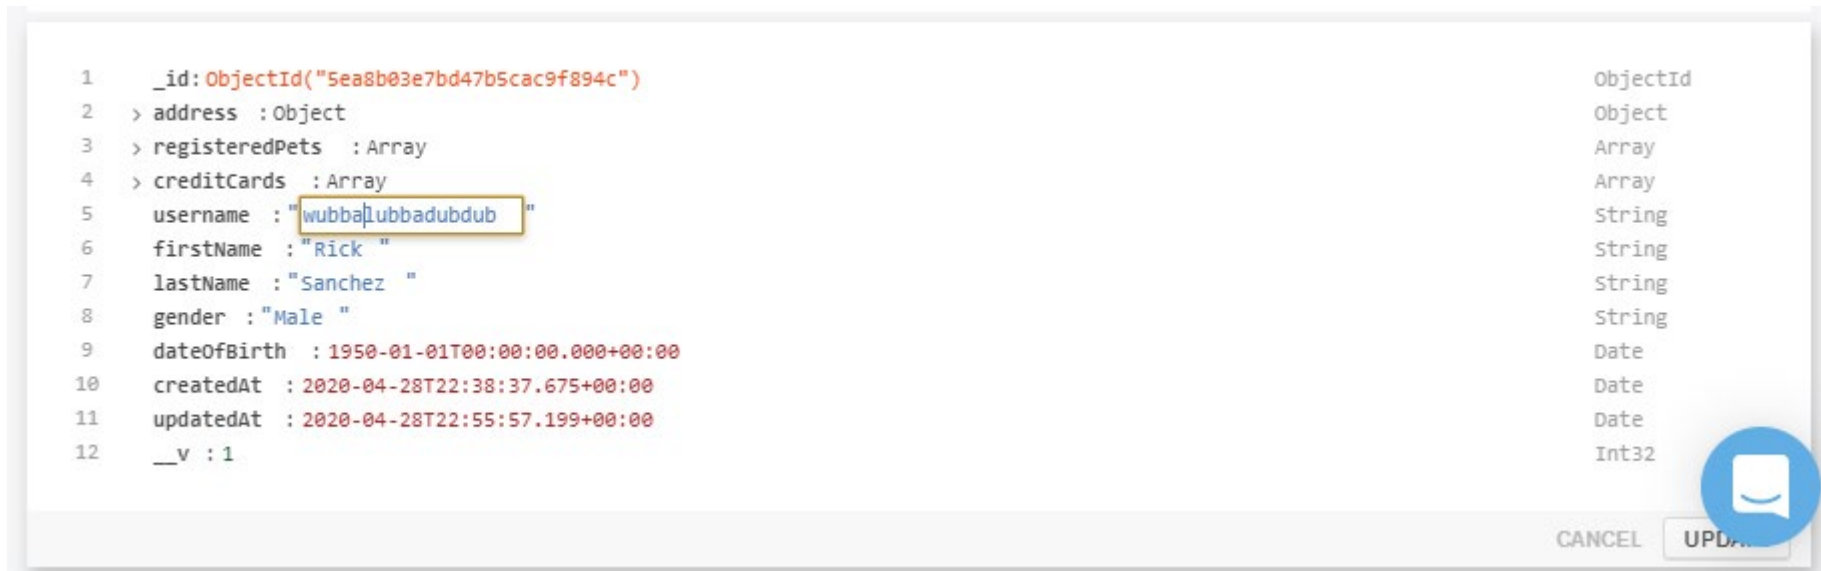 1 _id: ObjectId("5ea8b03e7bd47b5cac9f894c") ObjectId
2 > address : Object Object
3 > registeredPets : Array Array
4 > creditCards : Array Array
5 username : "wubbalubbadubdub " String
6 firstName : "Rick " String
7 lastName : "Sanchez " String
8 gender : "Male " String
9 dateOfBirth : 1950-01-01T00:00:00.000+00:00 Date
10 createdAt : 2020-04-28T22:38:37.675+00:00 Date
11 updatedAt : 2020-04-28T22:55:57.199+00:00 Date
12 __v : 1 Int32
CANCEL